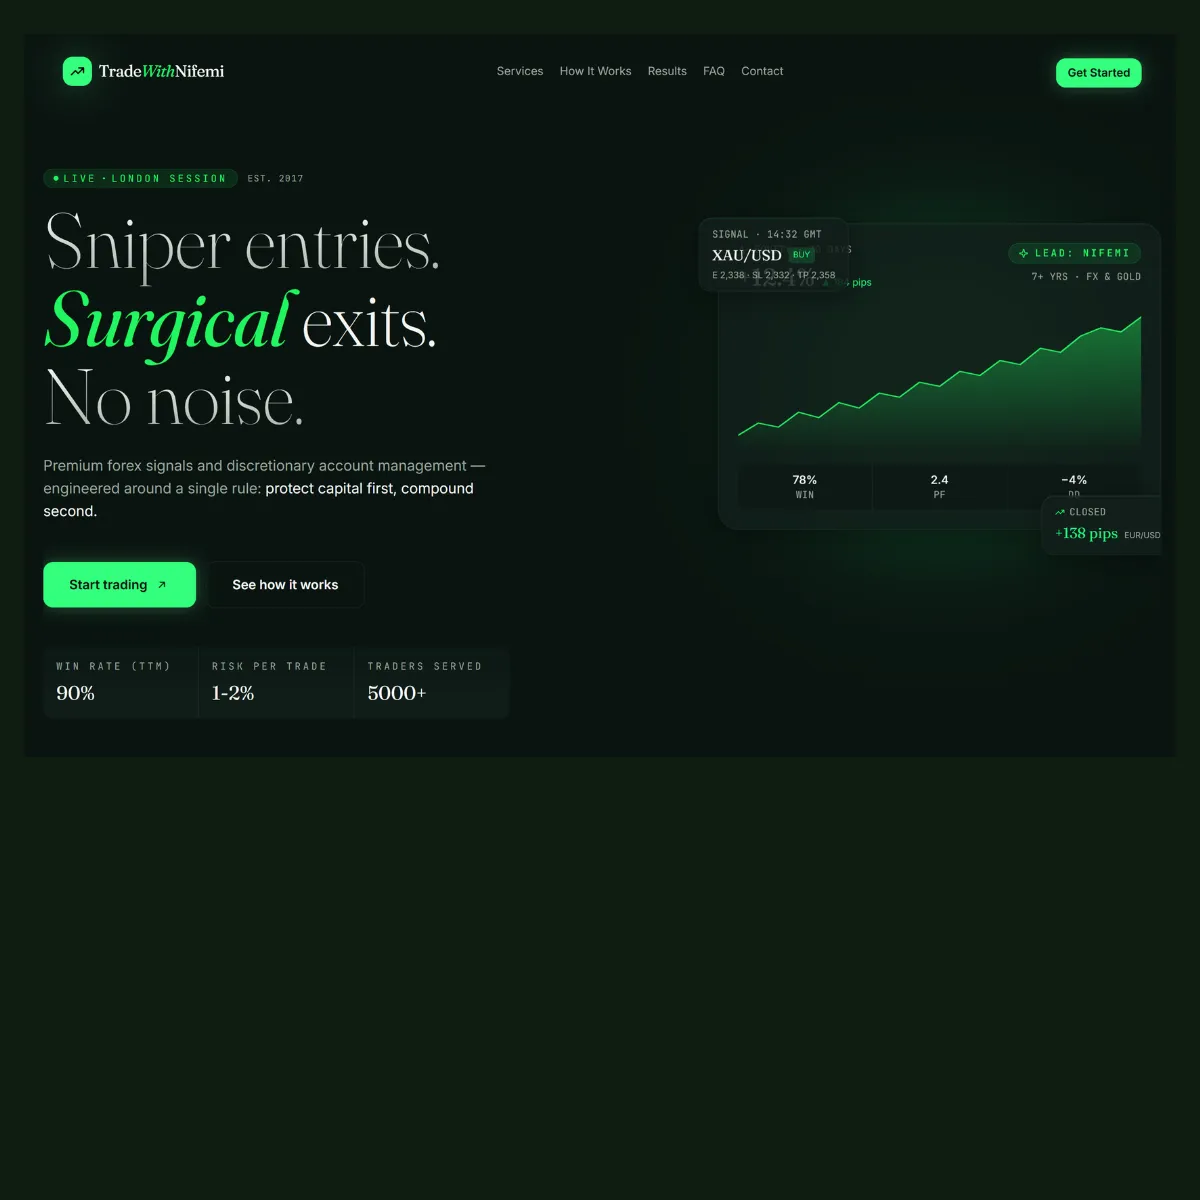 TradeWithNifemi
Services How It Works Results FAQ Contact
Get Started
LIVE · LONDON SESSION EST. 2017
Sniper entries.
Surgical exits.
No noise.
Premium forex signals and discretionary account management —
engineered around a single rule: protect capital first, compound
second.
Start trading
See how it works
WIN RATE (TTM) RISK PER TRADE TRADERS SERVED
90% 1-2% 5000+
SIGNAL · 14:32 GMT
XAU/USD BUY
E 2,338 · SL 2,332 · TP 2,358
pips
LEAD: NIFEMI
7+ YRS · FX & GOLD
78% 2.4 −4%
WIN PF DD
CLOSED
+138 pips EUR/USD